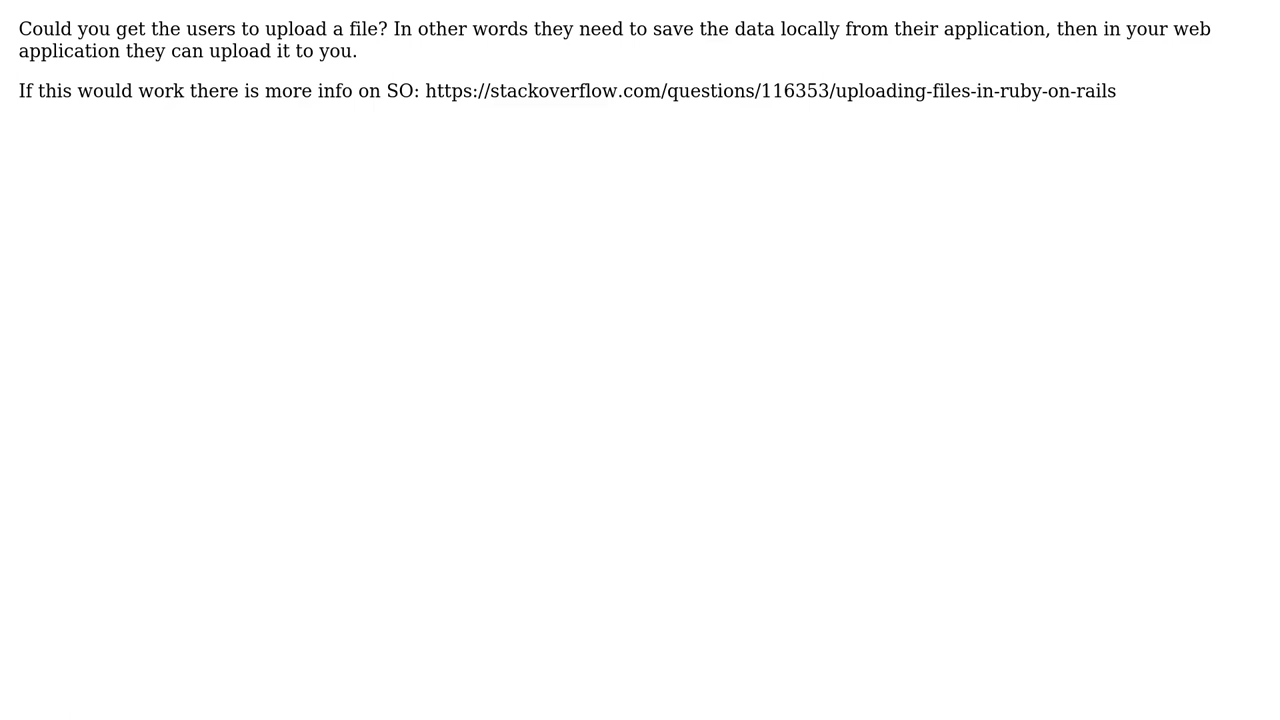 Could you get the users to upload a file? In other words they need to save the data locally from their application, then in your web
application they can upload it to you.
If this would work there is more info on SO: https://stackoverflow.com/questions/116353/uploading-files-in-ruby-on-rails